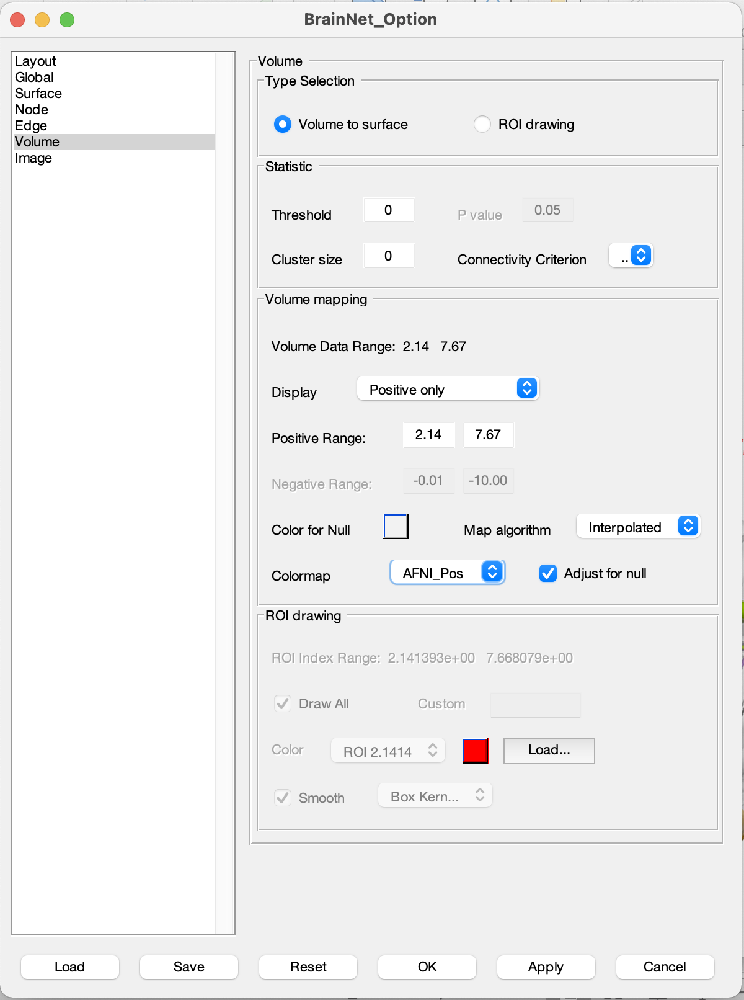 BrainNet_Option
Layout
Global
Surface
Node
Edge
Volume
Image
Volume
Type Selection
Volume to surface ROI drawing
Statistic
Threshold 0 P value 0.05
Cluster size 0 Connectivity Criterion ..
Volume mapping
Volume Data Range: 2.14 7.67
Display Positive only
Positive Range: 2.14 7.67
Negative Range: -0.01 -10.00
Color for Null Map algorithm Interpolated
Colormap AFNI_Pos Adjust for null
ROI drawing
ROI Index Range: 2.141393e+00 7.668079e+00
Draw All Custom
Color ROI 2.1414 Load...
Smooth Box Kern...
Load Save Reset OK Apply Cancel